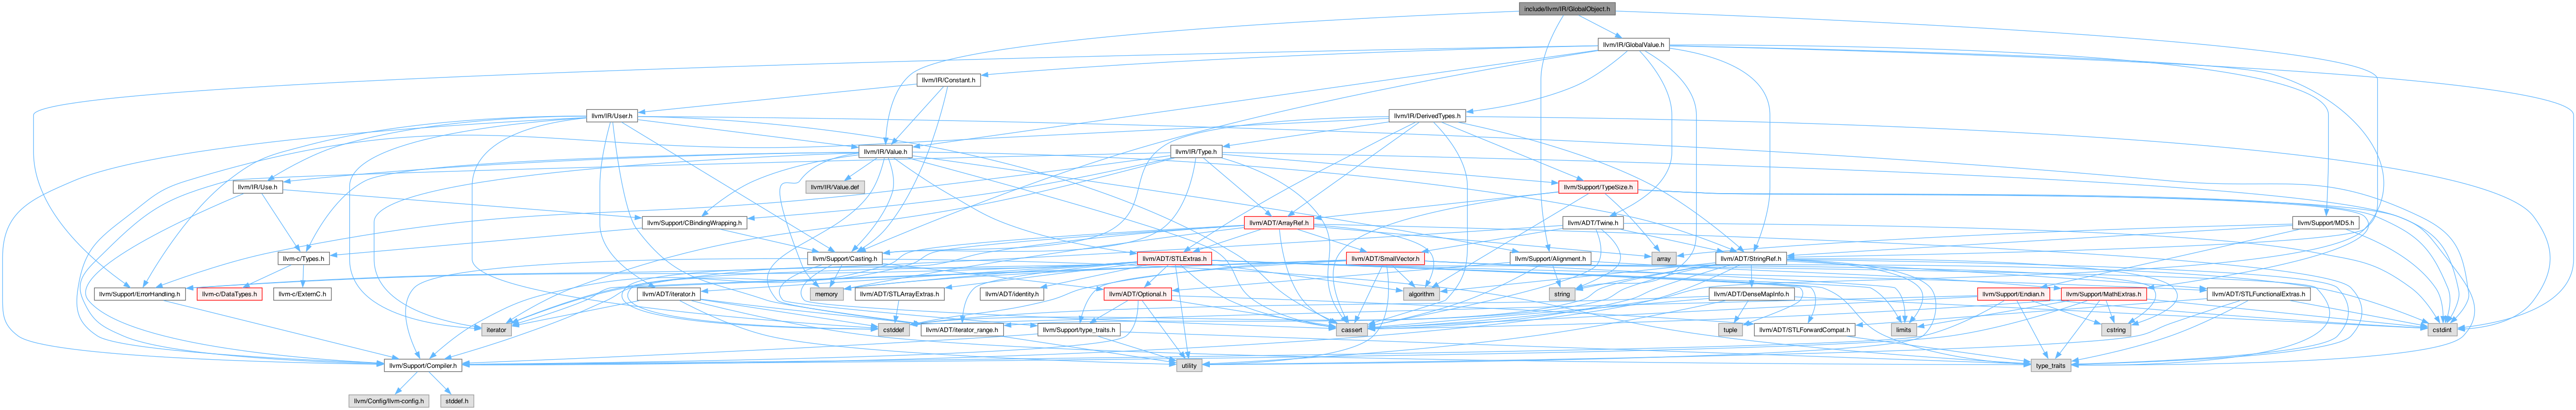 include/llvm/IR/GlobalObject.h
llvm/IR/GlobalValue.h
llvm/IR/Constant.h
llvm/IR/User.h
llvm/IR/DerivedTypes.h
llvm/IR/Value.h
llvm/IR/Type.h
llvm/IR/Use.h
llvm/IR/Value.def
llvm/Support/TypeSize.h
llvm/Support/CBindingWrapping.h
llvm/ADT/ArrayRef.h
llvm/ADT/Twine.h
llvm/Support/MD5.h
llvm-c/Types.h
llvm/Support/Casting.h
llvm/ADT/STLExtras.h
llvm/ADT/SmallVector.h
llvm/Support/Alignment.h
array
llvm/ADT/StringRef.h
llvm/Support/ErrorHandling.h
llvm-c/DataTypes.h
llvm-c/ExternC.h
llvm/ADT/iterator.h
memory
llvm/ADT/STLArrayExtras.h
llvm/ADT/identity.h
llvm/ADT/Optional.h
algorithm
string
llvm/ADT/DenseMapInfo.h
llvm/Support/Endian.h
llvm/Support/MathExtras.h
llvm/ADT/STLFunctionalExtras.h
iterator
cstddef
llvm/ADT/iterator_range.h
llvm/Support/type_traits.h
cassert
tuple
llvm/ADT/STLForwardCompat.h
limits
cstring
cstdint
llvm/Support/Compiler.h
utility
type_traits
llvm/Config/llvm-config.h
stddef.h